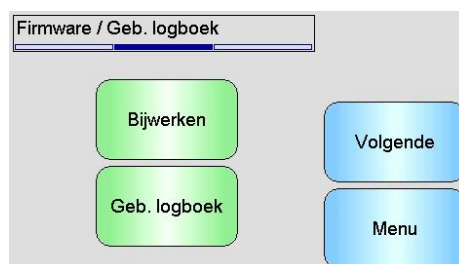 Firmware / Geb. logboek
Bijwerken
Volgende
Geb. logboek
Menu